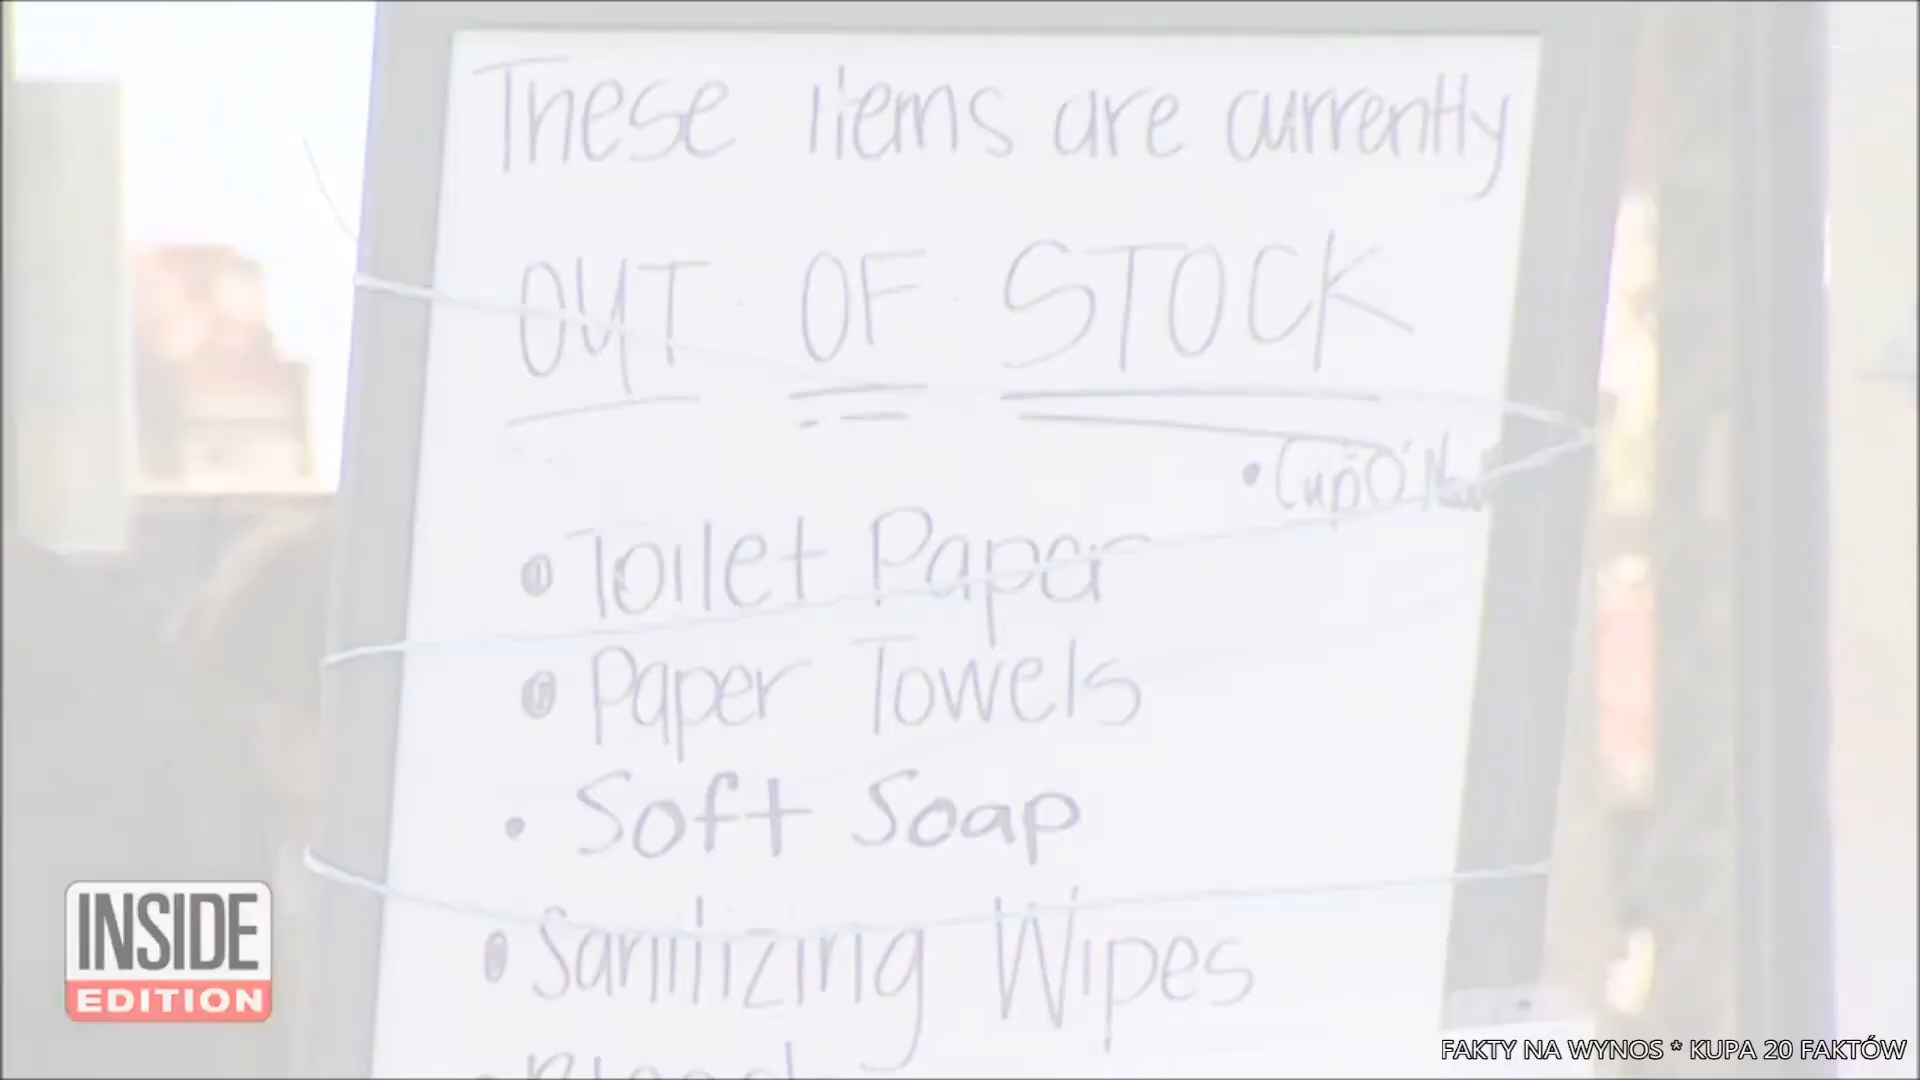 These items are currently
OUT OF STOCK
• Cup O'
• Toilet Paper
• Paper Towels
• Soft Soap
• Sanitizing Wipes
INSIDE
EDITION
FAKTY NA WYNOS * KUPA 20 FAKTÓW